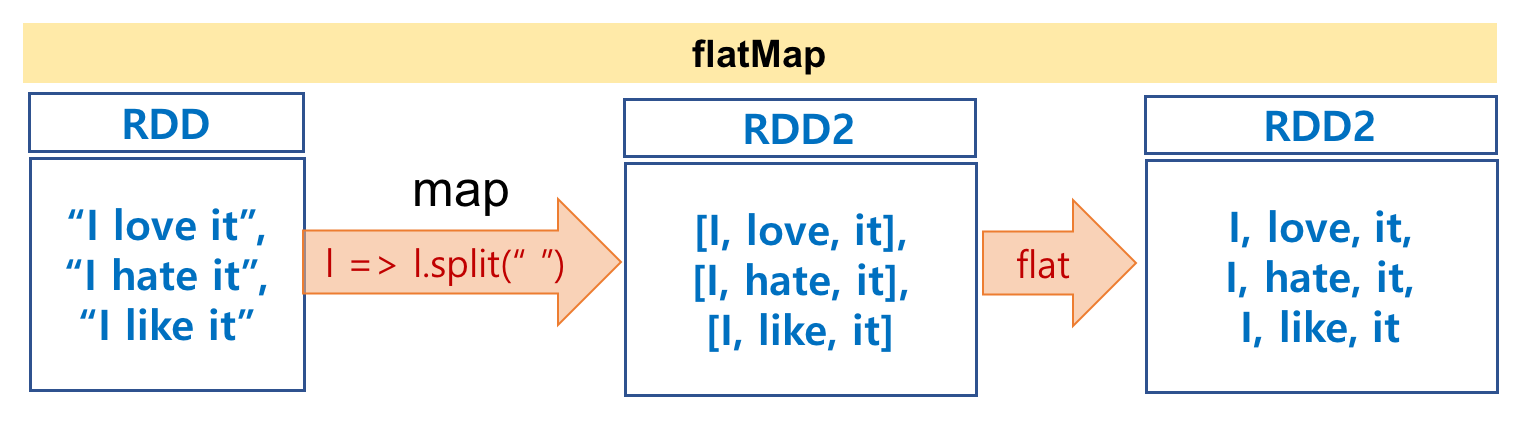 flatMap
RDD
“I love it”,
“I hate it”,
“I like it”
map
l => l.split(“ ”)
RDD2
[I, love, it],
[I, hate, it],
[I, like, it]
flat
RDD2
I, love, it,
I, hate, it,
I, like, it